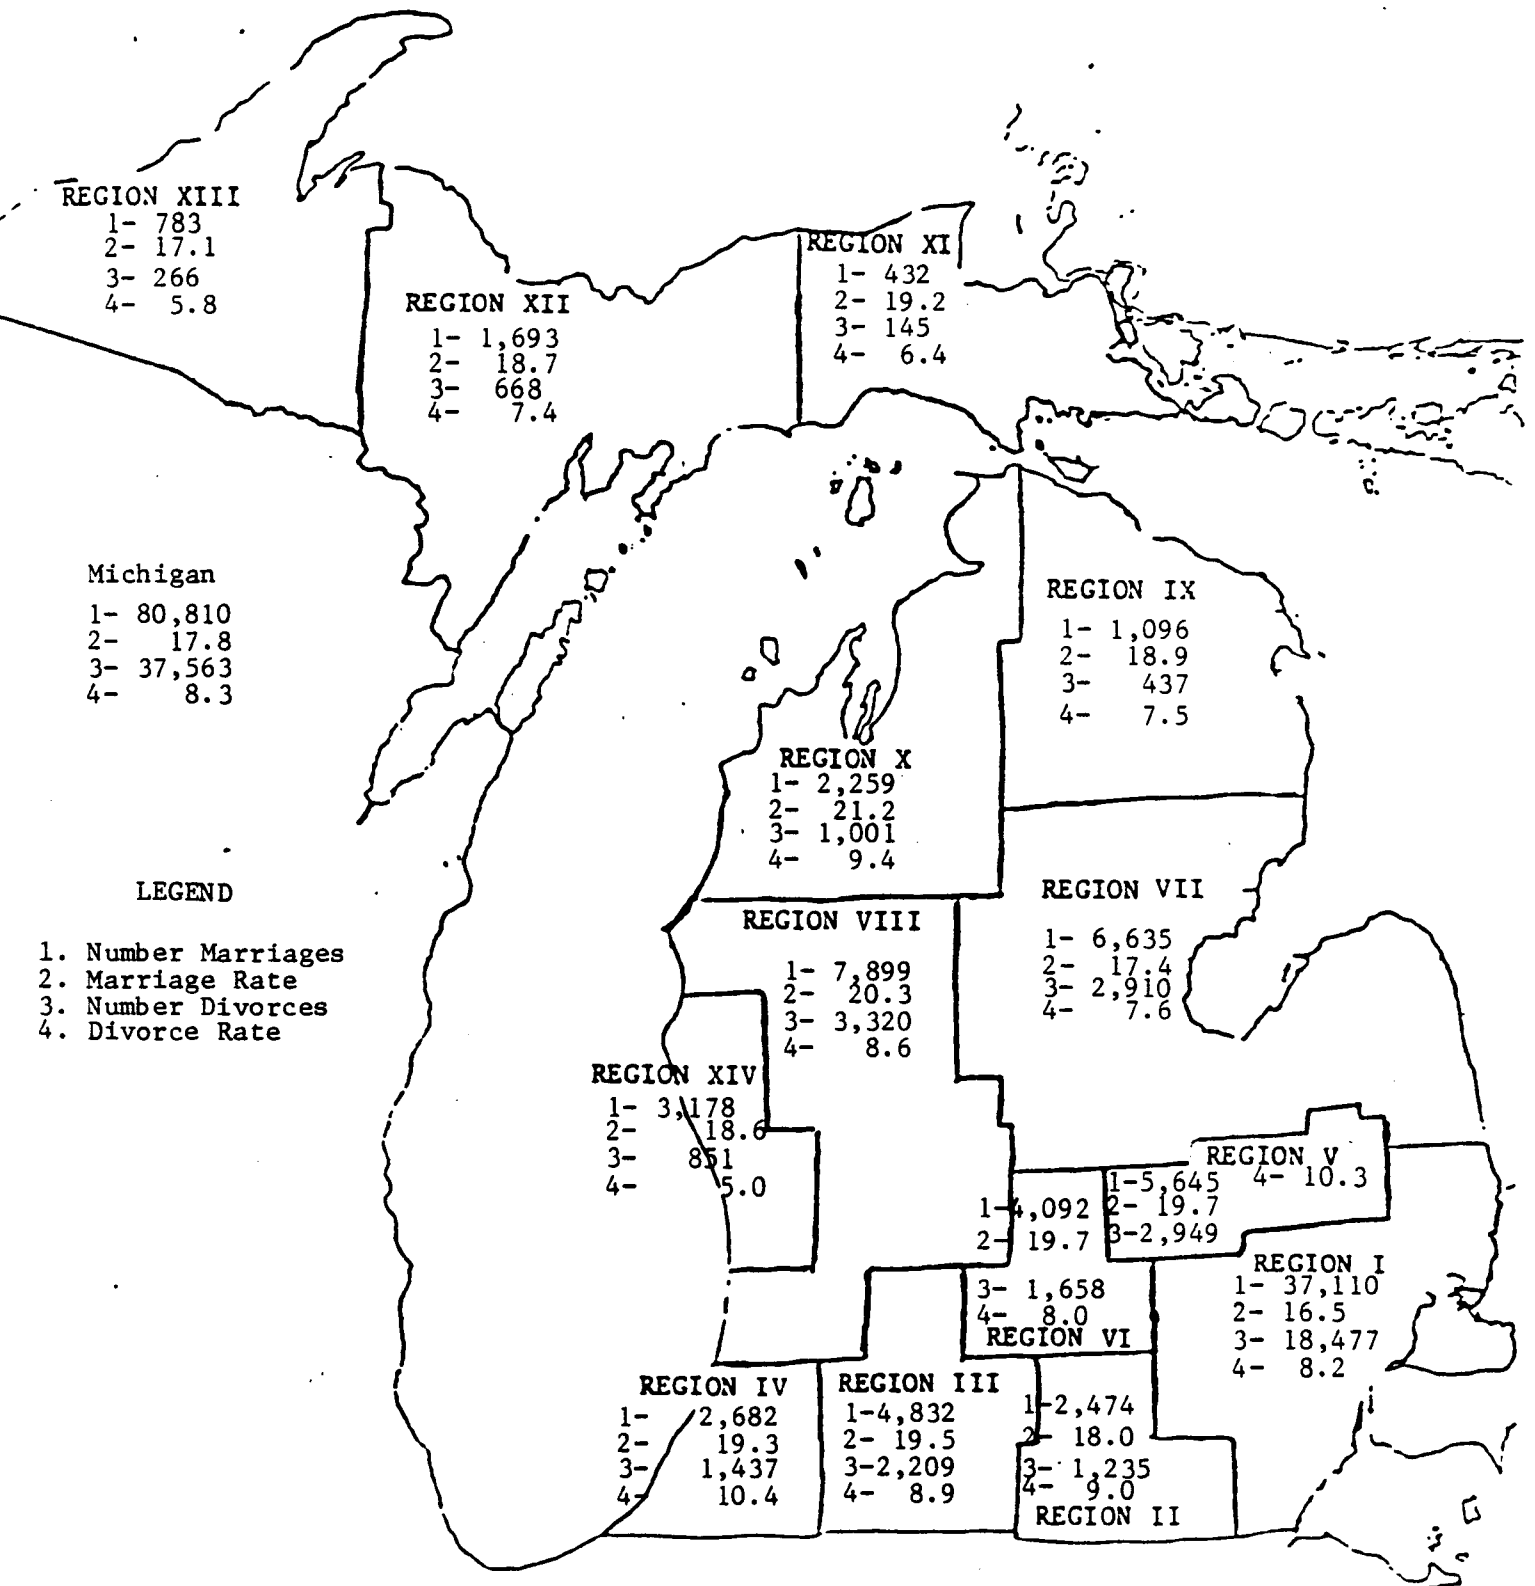 REGION XIII
1- 783
2- 17.1
3- 266
4- 5.8
REGION XII
1- 1,693
2- 18.7
3- 668
4- 7.4
REGION XI
1- 432
2- 19.2
3- 145
4- 6.4
Michigan
1- 80,810
2- 17.8
3- 37,563
4- 8.3
REGION IX
1- 1,096
2- 18.9
3- 437
4- 7.5
REGION X
1- 2,259
2- 21.2
3- 1,001
4- 9.4
LEGEND
1. Number Marriages
2. Marriage Rate
3. Number Divorces
4. Divorce Rate
REGION VIII
1- 7,899
2- 20.3
3- 3,320
4- 8.6
REGION VII
1- 6,635
2- 17.4
3- 2,910
4- 7.6
REGION XIV
1- 3,178
2- 18.6
3- 851
4- 5.0
REGION V
1-5,645 4- 10.3
2- 19.7
3-2,949
1-4,092
2- 19.7
3- 1,658
4- 8.0
REGION VI
REGION I
1- 37,110
2- 16.5
3- 18,477
4- 8.2
REGION IV
1- 2,682
2- 19.3
3- 1,437
4- 10.4
REGION III
1-4,832
2- 19.5
3-2,209
4- 8.9
1-2,474
2- 18.0
3- 1,235
4- 9.0
REGION II